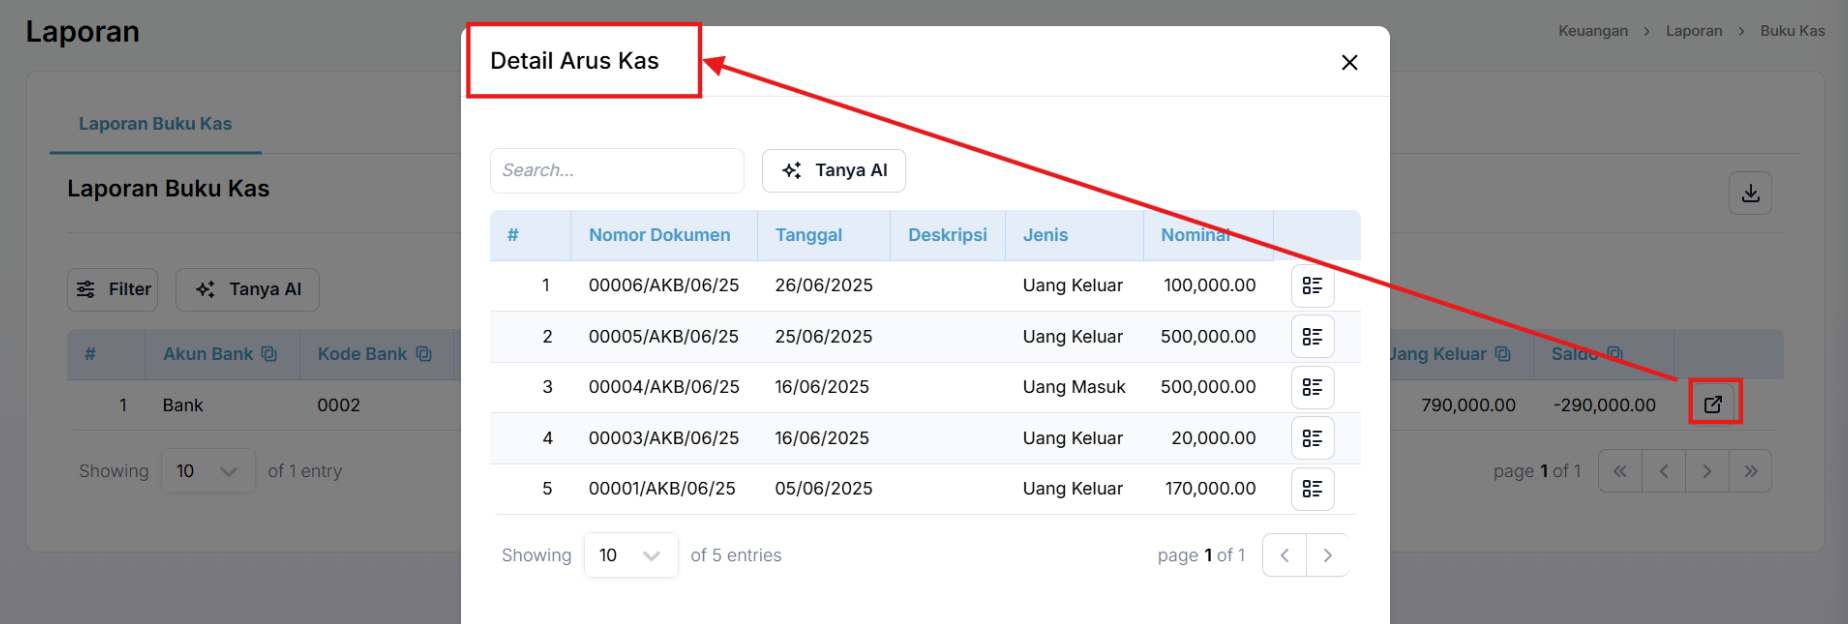 Laporan
Keuangan > Laporan > Buku Kas
Detail Arus Kas
Laporan Buku Kas
Laporan Buku Kas
Search...
Tanya AI
Filter
Tanya AI
# Nomor Dokumen Tanggal Deskripsi Jenis Nominal
1 00006/AKB/06/25 26/06/2025 Uang Keluar 100,000.00
2 00005/AKB/06/25 25/06/2025 Uang Keluar 500,000.00
3 00004/AKB/06/25 16/06/2025 Uang Masuk 500,000.00
4 00003/AKB/06/25 16/06/2025 Uang Keluar 20,000.00
5 00001/AKB/06/25 05/06/2025 Uang Keluar 170,000.00
Showing 10 of 5 entries
page 1 of 1
# Akun Bank Kode Bank Uang Keluar Saldo
1 Bank 0002 790,000.00 -290,000.00
Showing 10 of 1 entry
page 1 of 1